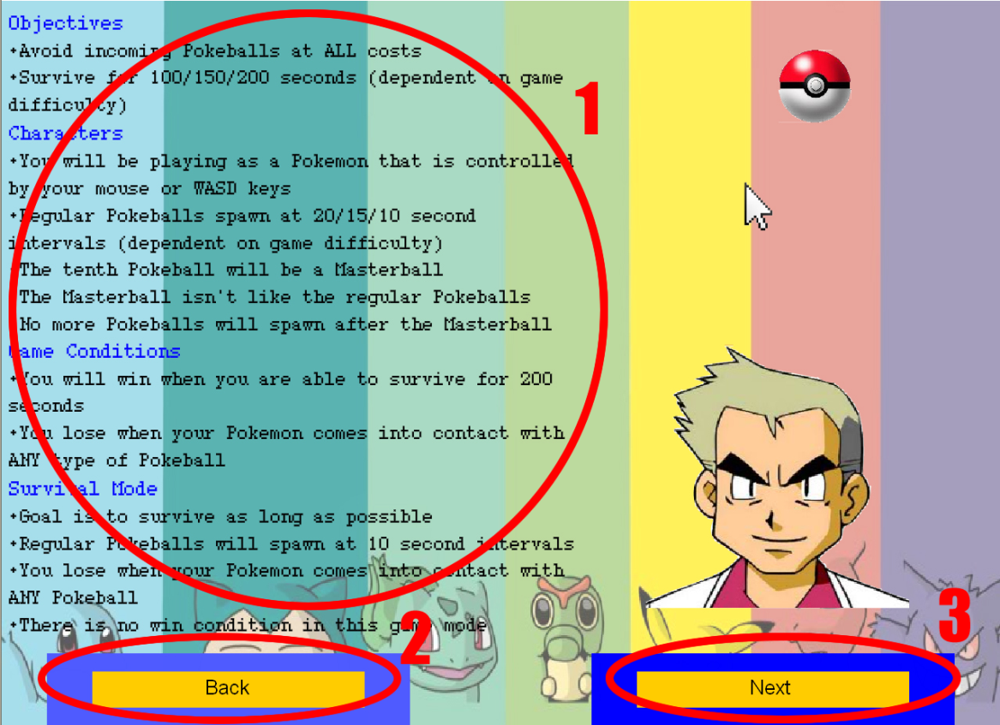 Objectives
•Avoid incoming Pokeballs at ALL costs
•Survive for 100/150/200 seconds (dependent on game
difficulty)
Characters
•You will be playing as a Pokemon that is controlled
by your mouse or WASD keys
•Regular Pokeballs spawn at 20/15/10 second
intervals (dependent on game difficulty)
•The tenth Pokeball will be a Masterball
•The Masterball isn't like the regular Pokeballs
•No more Pokeballs will spawn after the Masterball
Game Conditions
•You will win when you are able to survive for 200
seconds
•You lose when your Pokemon comes into contact with
ANY type of Pokeball
Survival Mode
•Goal is to survive as long as possible
•Regular Pokeballs will spawn at 10 second intervals
•You lose when your Pokemon comes into contact with
ANY Pokeball
•There is no win condition in this game mode
1
2
3
Back
Next